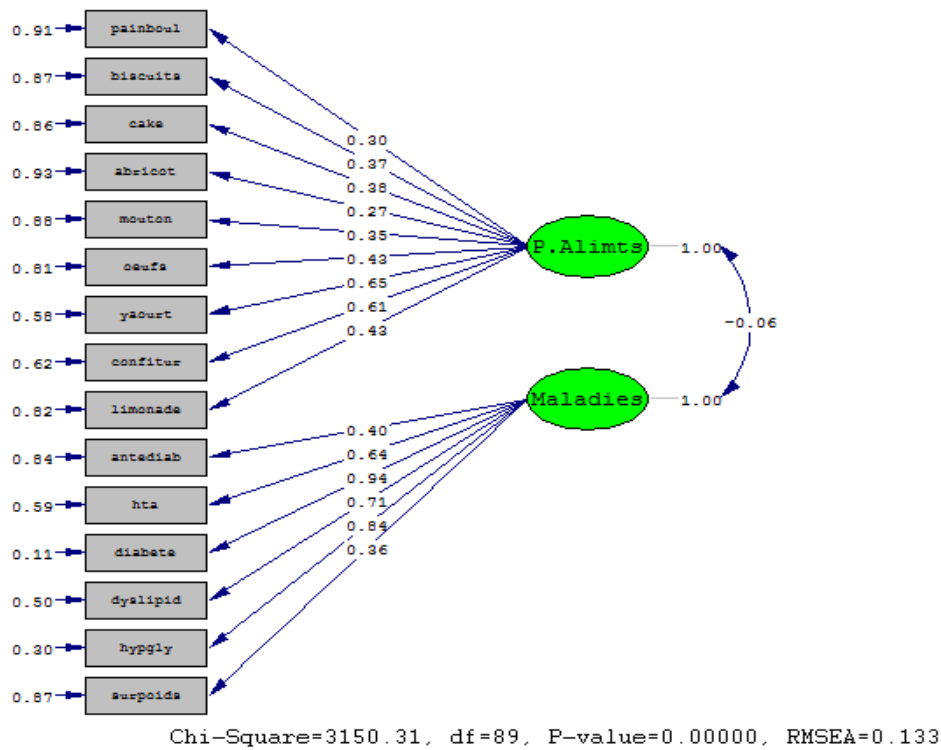 0.91 painboul
0.87 biscuits
0.86 cake
0.93 abricot
0.88 mouton
0.81 oeufs
0.58 yaourt
0.62 confitur
0.82 limonade
0.84 antediab
0.59 hta
0.11 diabete
0.50 dyslipid
0.30 hypgly
0.87 surpoids
0.30
0.37
0.38
0.27
0.35
0.43
0.65
0.61
0.43
P.Alimts 1.00
-0.06
Maladies 1.00
0.40
0.64
0.94
0.71
0.84
0.36
Chi-Square=3150.31, df=89, P-value=0.00000, RMSEA=0.133